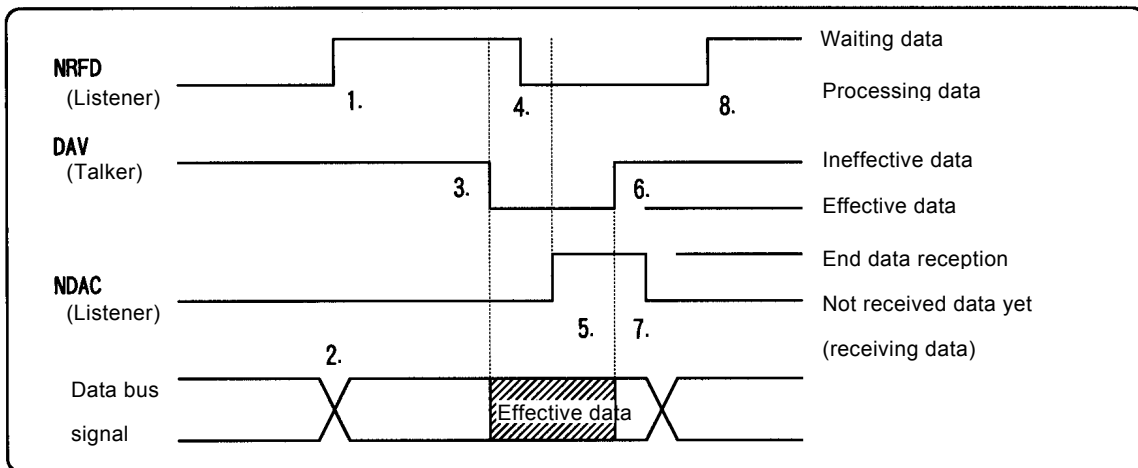 Waiting data
NRFD
(Listener)
1.
4.
8.
Processing data
DAV
(Talker)
3.
6.
Ineffective data
Effective data
End data reception
NDAC
(Listener)
5.
7.
Not received data yet
(receiving data)
2.
Data bus
signal
Effective data